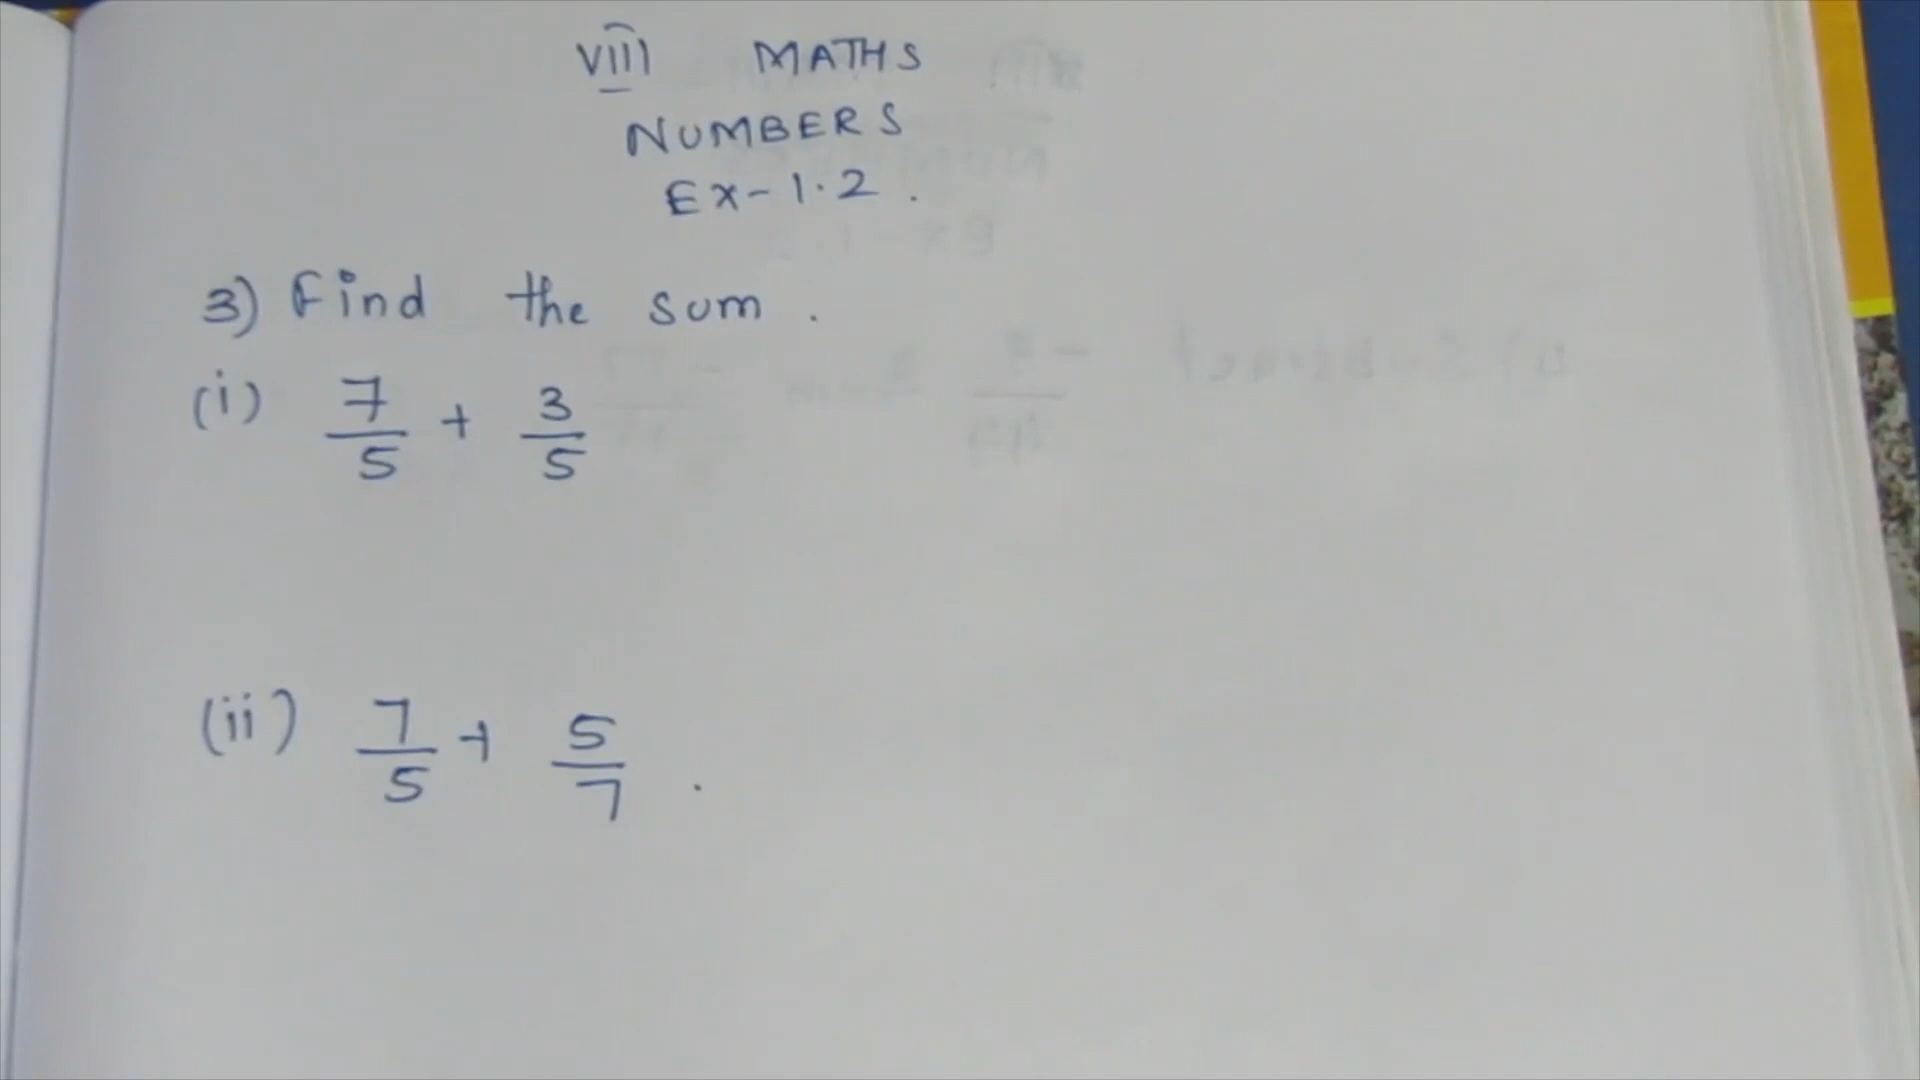 VIII MATHS
NUMBERS
Ex-1.2.
3) Find the sum.
(i) 7/5 + 3/5
(ii) 7/5 + 5/7.